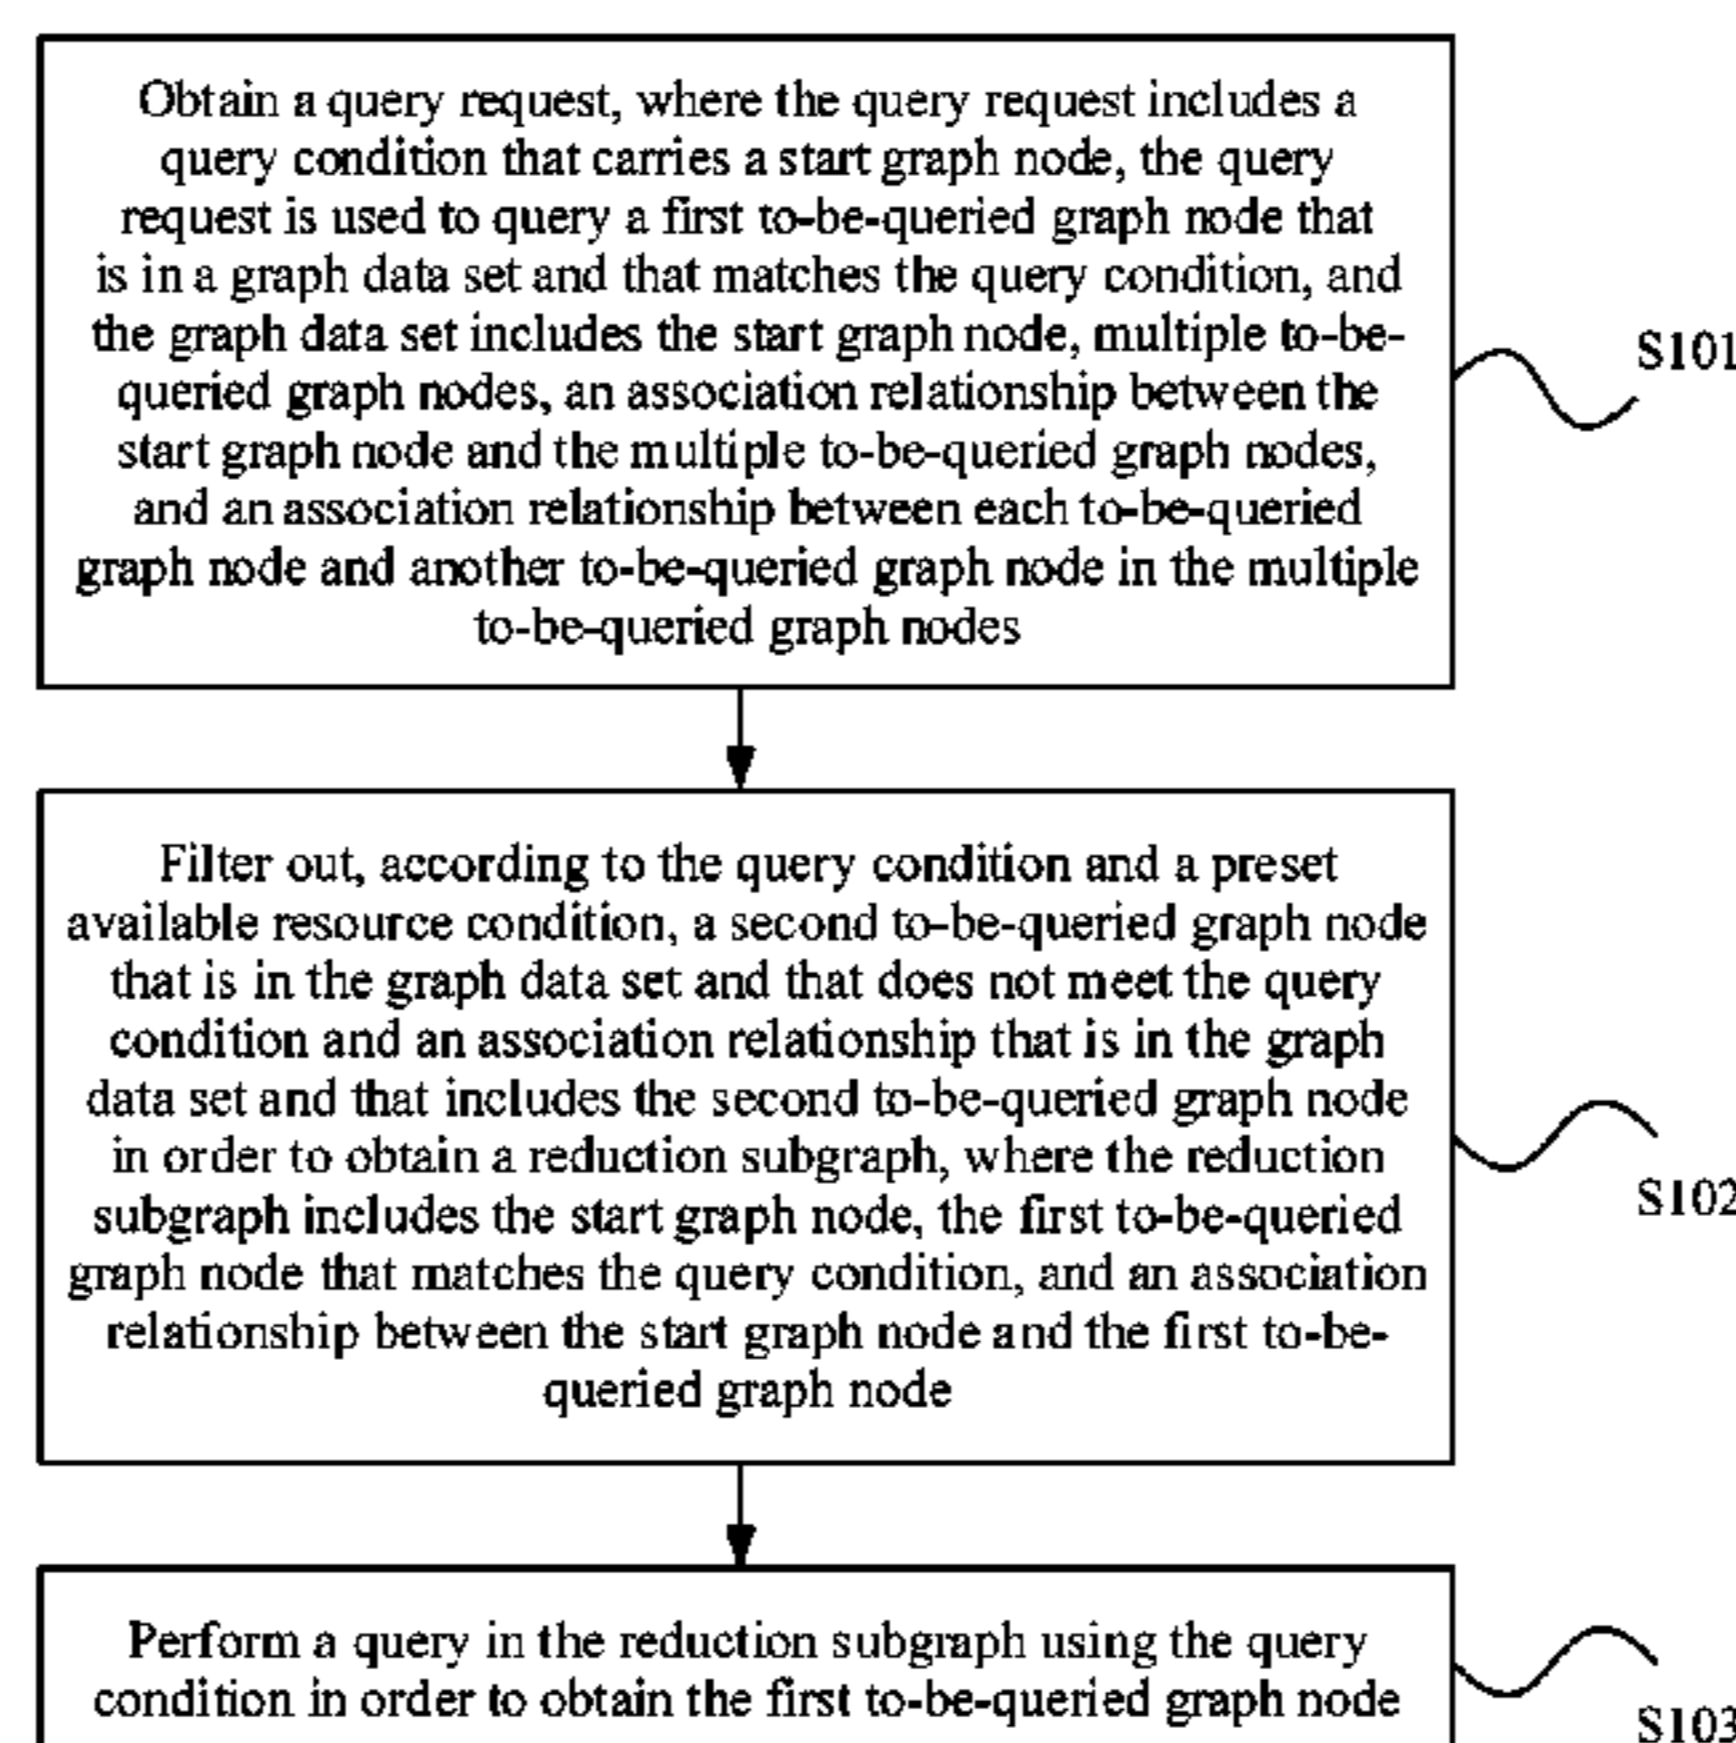 Obtain a query request, where the query request includes a
query condition that carries a start graph node, the query
request is used to query a first to-be-queried graph node that
is in a graph data set and that matches the query condition, and
the graph data set includes the start graph node, multiple to-be-
queried graph nodes, an association relationship between the
start graph node and the multiple to-be-queried graph nodes,
and an association relationship between each to-be-queried
graph node and another to-be-queried graph node in the multiple
to-be-queried graph nodes
S101
Filter out, according to the query condition and a preset
available resource condition, a second to-be-queried graph node
that is in the graph data set and that does not meet the query
condition and an association relationship that is in the graph
data set and that includes the second to-be-queried graph node
in order to obtain a reduction subgraph, where the reduction
subgraph includes the start graph node, the first to-be-queried
graph node that matches the query condition, and an association
relationship between the start graph node and the first to-be-
queried graph node
S102
Perform a query in the reduction subgraph using the query
condition in order to obtain the first to-be-queried graph node
S103